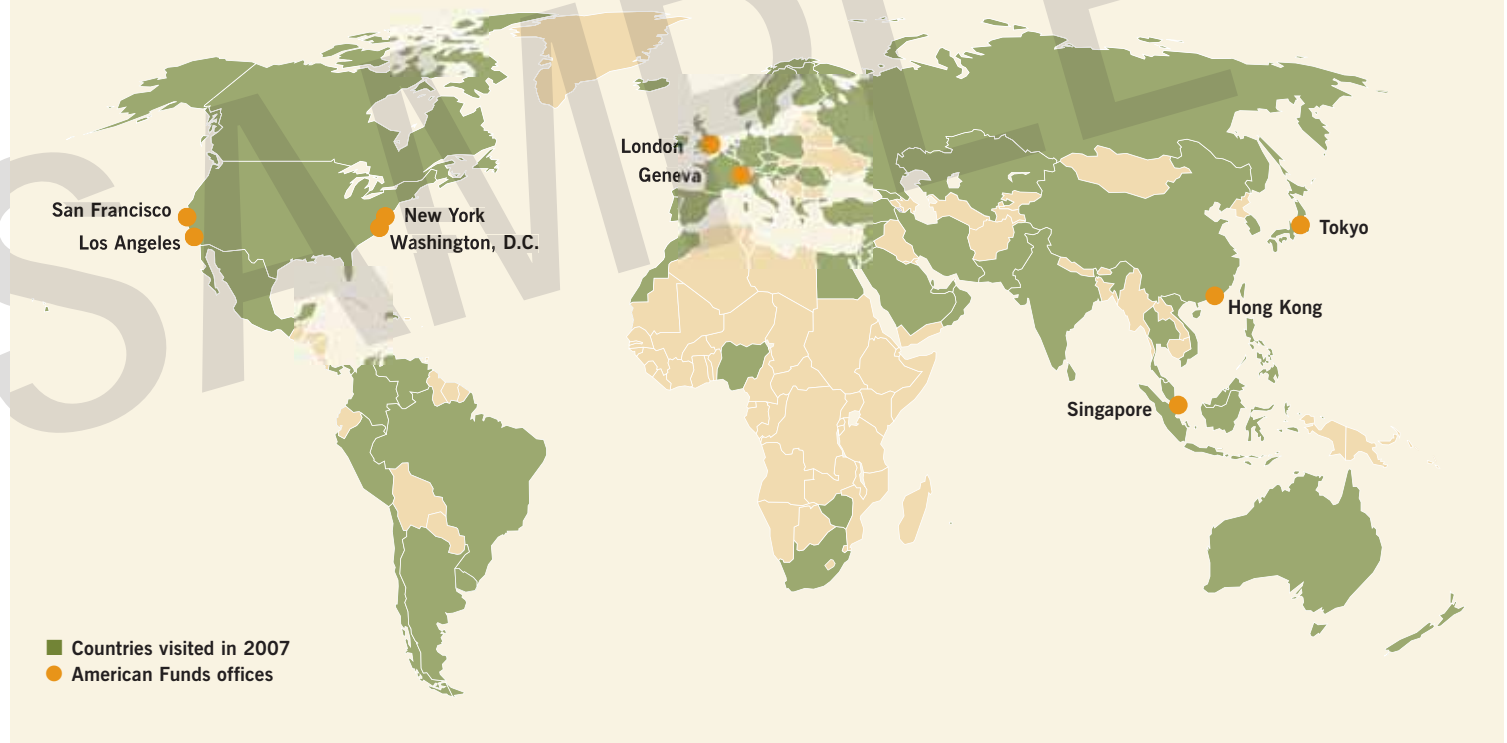 SAMPLE
London
Geneva
San Francisco
New York
Los Angeles
Washington, D.C.
Tokyo
Hong Kong
Singapore
Countries visited in 2007
American Funds offices